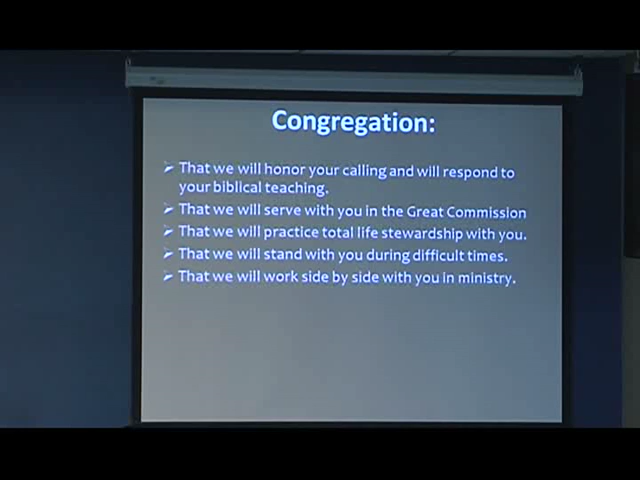 Congregation:
➢ That we will honor your calling and will respond to
your biblical teaching.
➢ That we will serve with you in the Great Commission
➢ That we will practice total life stewardship with you.
➢ That we will stand with you during difficult times.
➢ That we will work side by side with you in ministry.